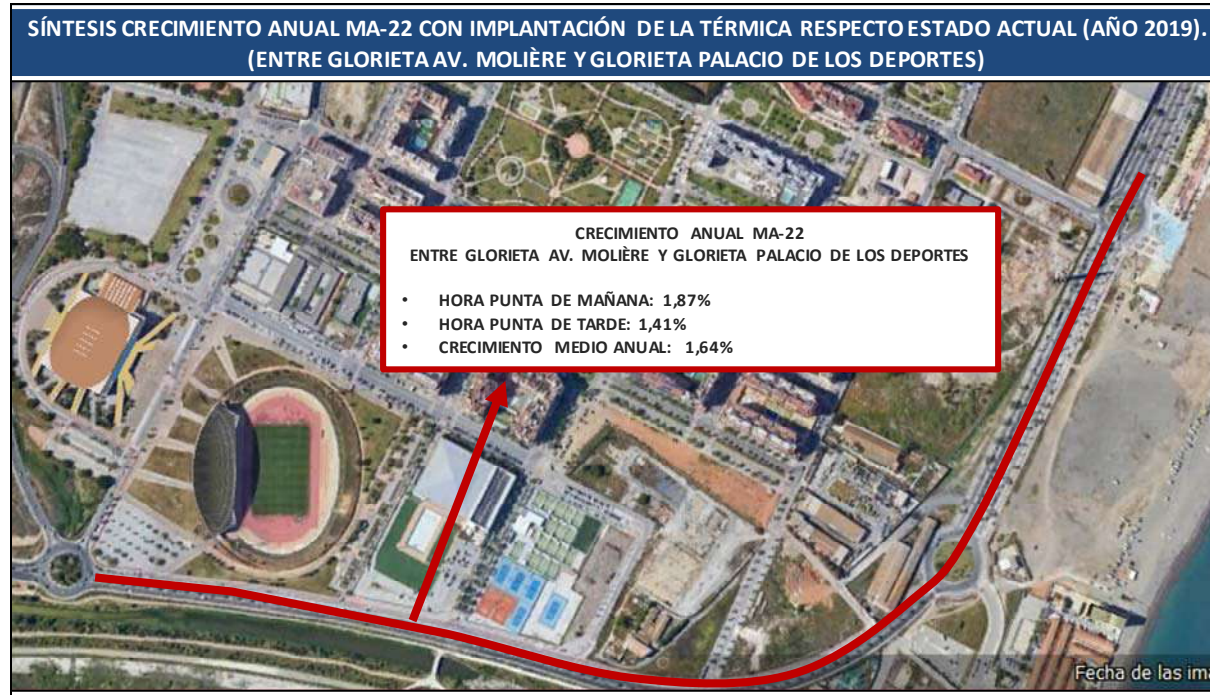 SÍNTESIS CRECIMIENTO ANUAL MA-22 CON IMPLANTACIÓN DE LA TÉRMICA RESPECTO ESTADO ACTUAL (AÑO 2019).
(ENTRE GLORIETA AV. MOLIÈRE Y GLORIETA PALACIO DE LOS DEPORTES)
CRECIMIENTO ANUAL MA-22
ENTRE GLORIETA AV. MOLIÈRE Y GLORIETA PALACIO DE LOS DEPORTES
• HORA PUNTA DE MAÑANA: 1,87%
• HORA PUNTA DE TARDE: 1,41%
• CRECIMIENTO MEDIO ANUAL: 1,64%
Fecha de las imá